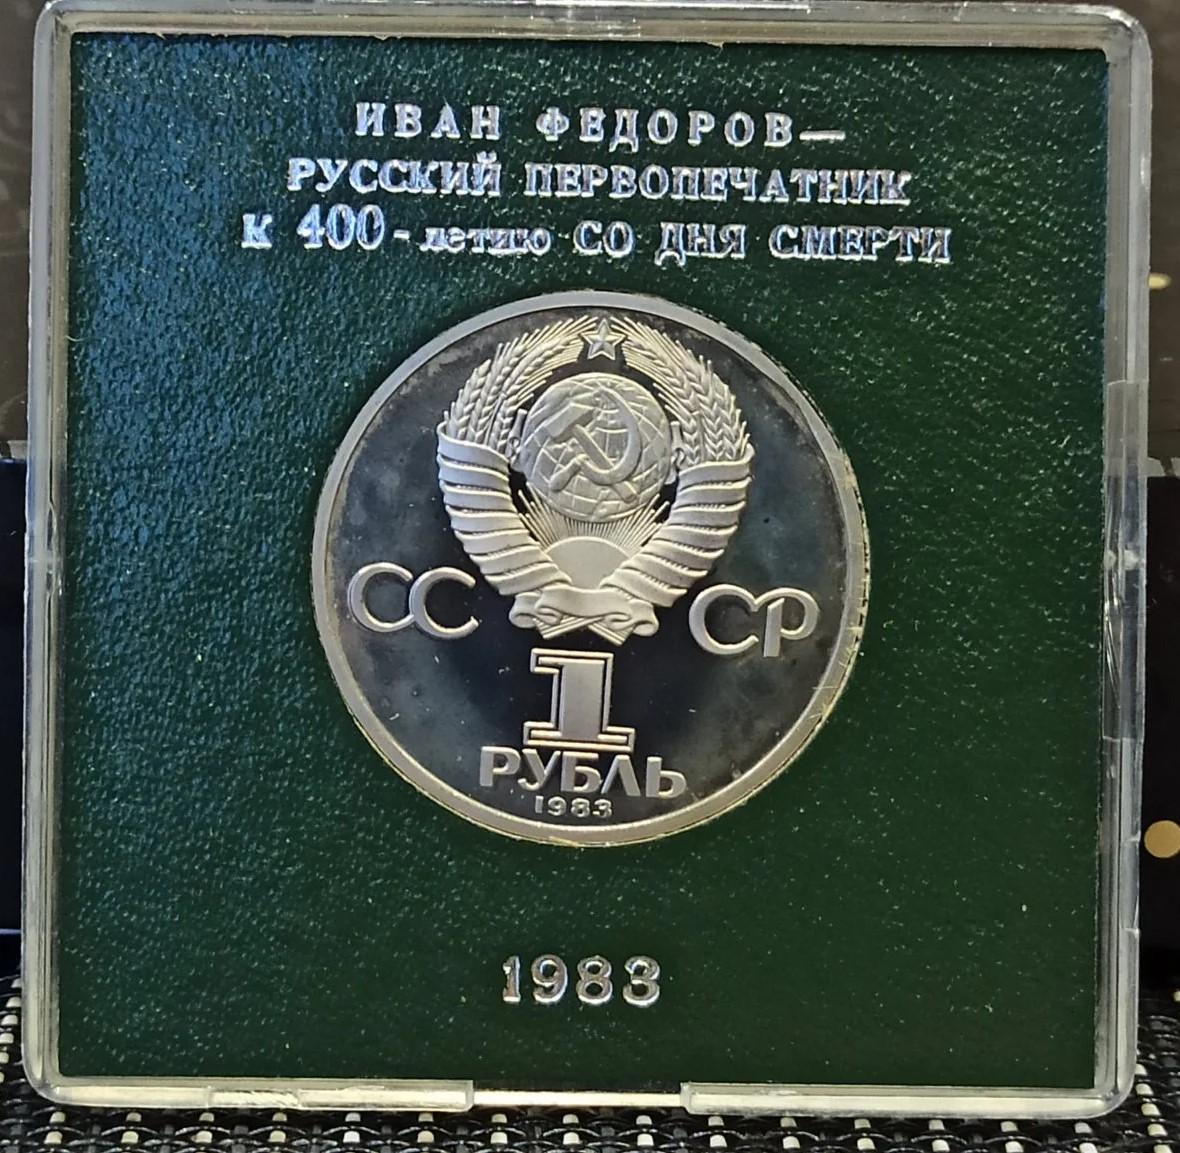 ИВАН ФЕДОРОВ—
РУССКИЙ ПЕРВОПЕЧАТНИК
К 400-летию СО ДНЯ СМЕРТИ
СС СР
1
РУБЛЬ
1983
1983